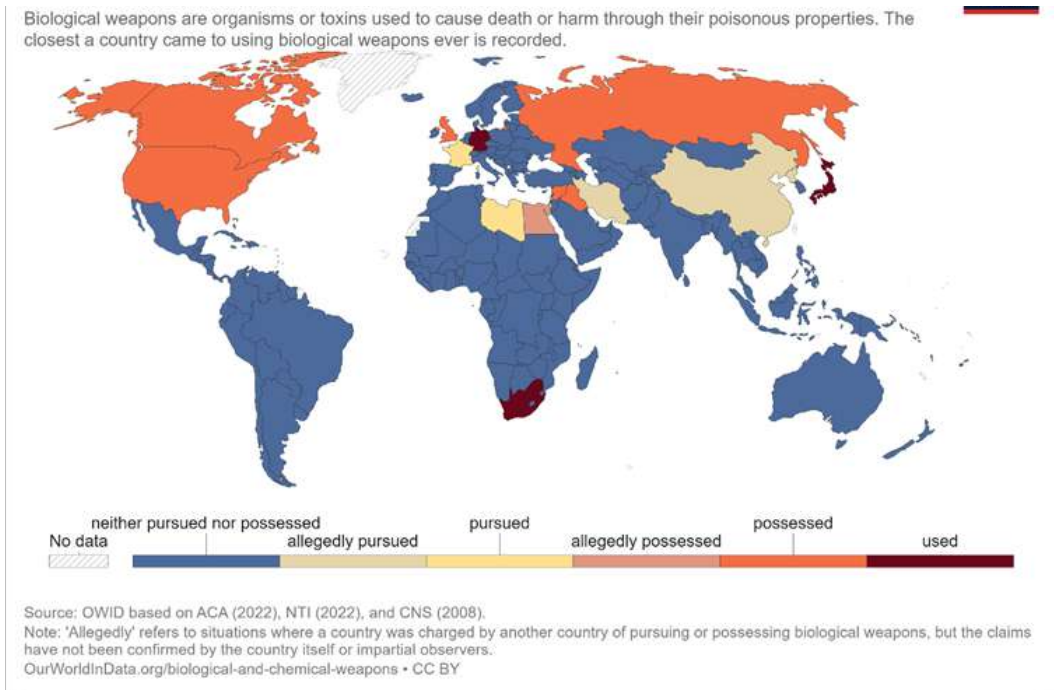 Biological weapons are organisms or toxins used to cause death or harm through their poisonous properties. The
closest a country came to using biological weapons ever is recorded.
neither pursued nor possessed
pursued
possessed
No data
allegedly pursued
allegedly possessed
used
Source: OWID based on ACA (2022), NTI (2022), and CNS (2008).
Note: 'Allegedly' refers to situations where a country was charged by another country of pursuing or possessing biological weapons, but the claims
have not been confirmed by the country itself or impartial observers.
OurWorldInData.org/biological-and-chemical-weapons • CC BY